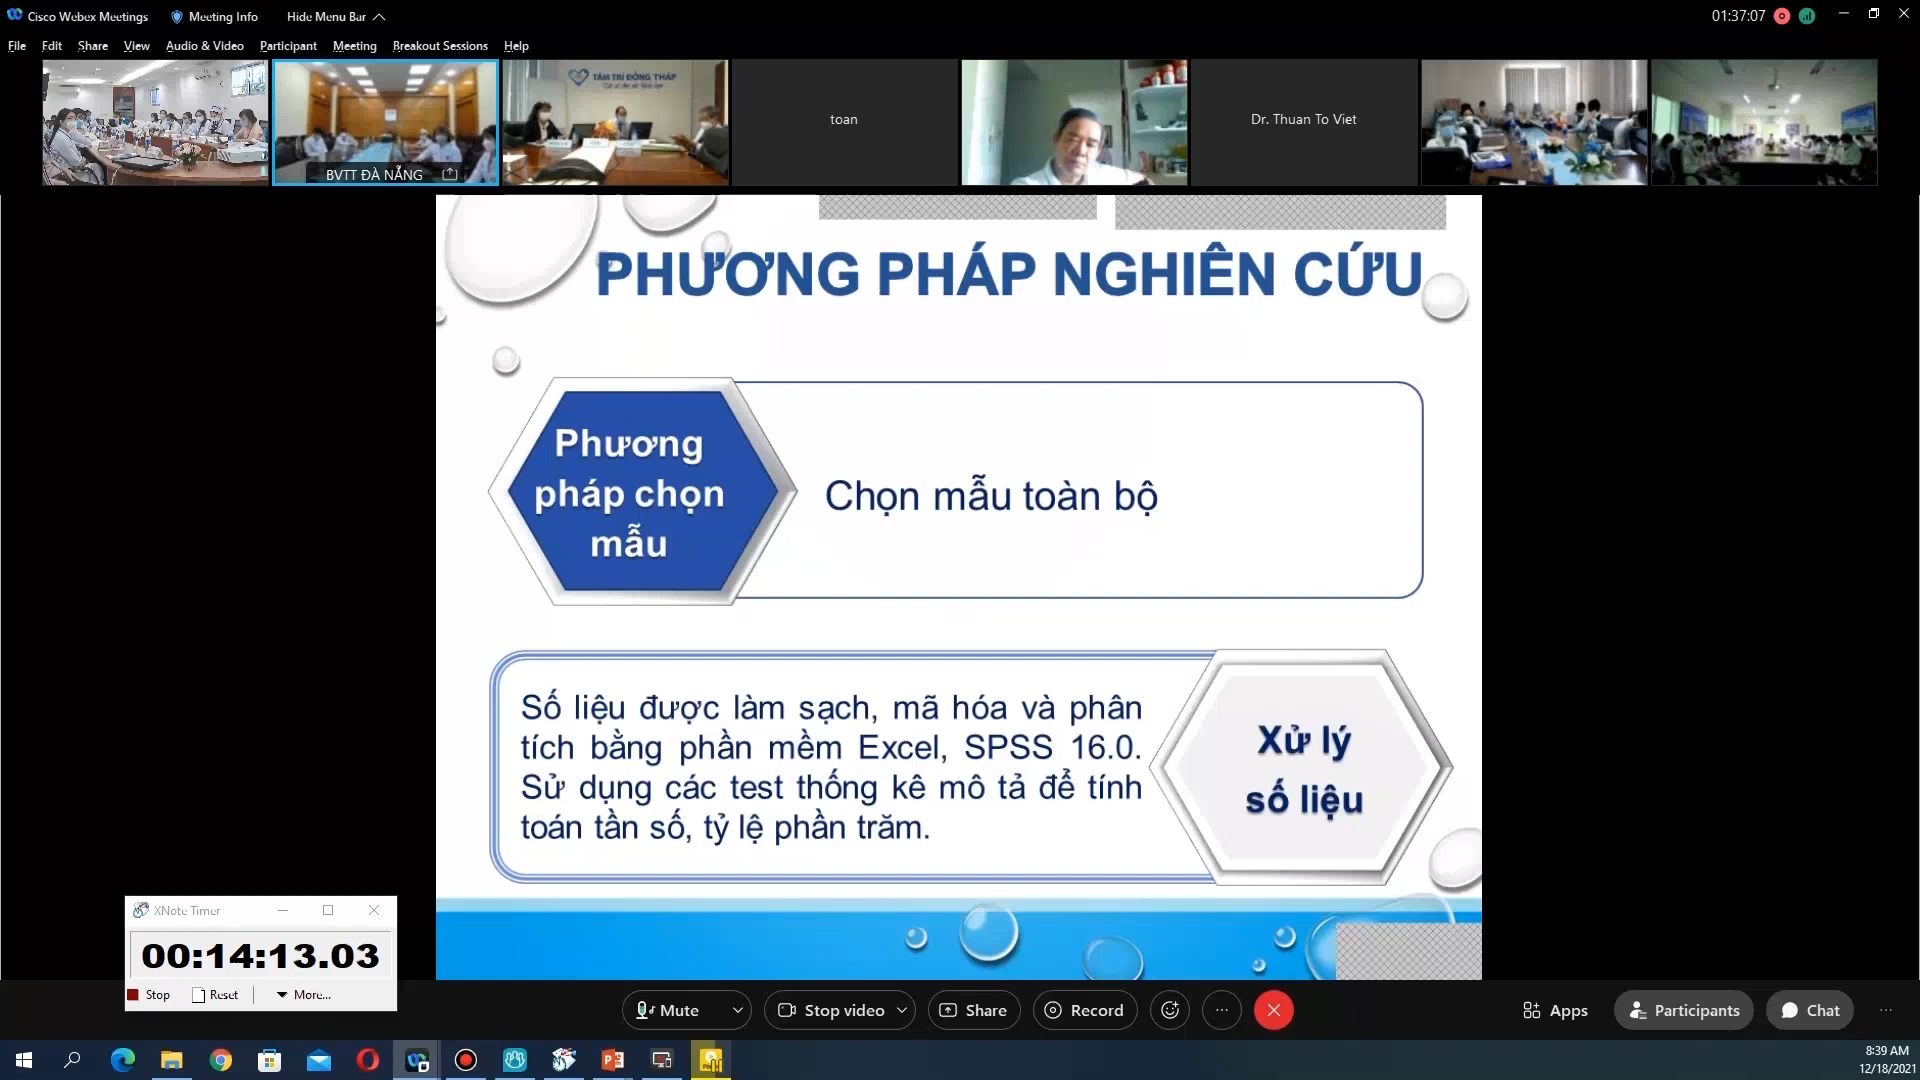 Cisco Webex Meetings
Meeting Info
Hide Menu Bar
01:37:07
File Edit Share View Audio & Video Participant Meeting Breakout Sessions Help
BVTT ĐÀ NẴNG
TÂM TRÍ ĐỒNG THÁP
toan
Dr. Thuan To Viet
PHƯƠNG PHÁP NGHIÊN CỨU
Phương
pháp chọn
mẫu
Chọn mẫu toàn bộ
Số liệu được làm sạch, mã hóa và phân
tích bằng phần mềm Excel, SPSS 16.0.
Sử dụng các test thống kê mô tả để tính
toán tần số, tỷ lệ phần trăm.
Xử lý
số liệu
XNote Timer
00:14:13.03
Stop Reset More...
Mute
Stop video
Share
Record
Apps
Participants
Chat
8:39 AM
12/18/2021